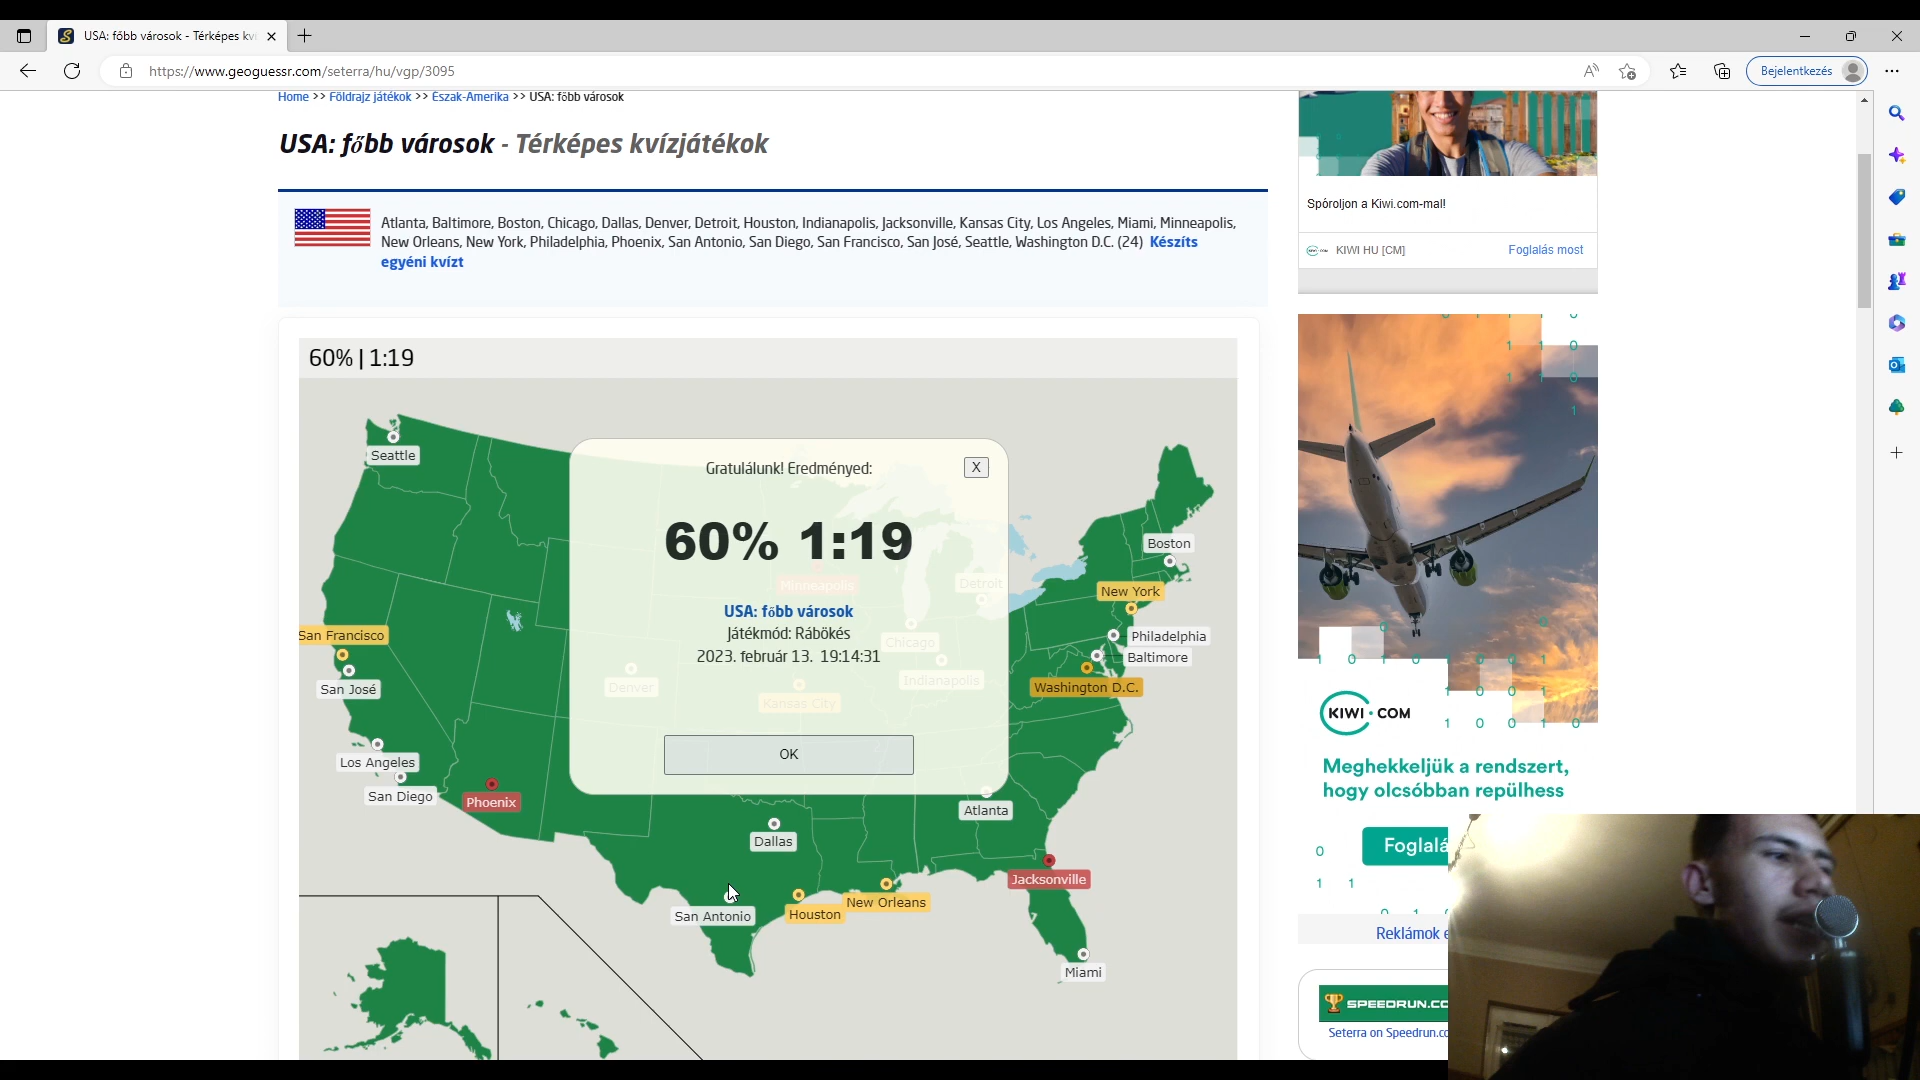 USA: főbb városok - Térképes kví
https://www.geoguessr.com/seterra/hu/vgp/3095
Bejelentkezés
Home >> Földrajz játékok >> Észak-Amerika >> USA: főbb városok
USA: főbb városok - Térképes kvízjátékok
Atlanta, Baltimore, Boston, Chicago, Dallas, Denver, Detroit, Houston, Indianapolis, Jacksonville, Kansas City, Los Angeles, Miami, Minneapolis,
New Orleans, New York, Philadelphia, Phoenix, San Antonio, San Diego, San Francisco, San José, Seattle, Washington D.C. (24) Készíts
egyéni kvízt
60% | 1:19
Gratulálunk! Eredményed:
X
60% 1:19
USA: főbb városok
Játékmód: Rábökés
2023. február 13. 19:14:31
OK
Seattle
Boston
Minneapolis
Detroit
New York
San Francisco
Chicago
Philadelphia
Baltimore
Indianapolis
Denver
San José
Washington D.C.
Kansas City
Los Angeles
San Diego
Phoenix
Atlanta
Dallas
Jacksonville
New Orleans
Houston
San Antonio
Miami
Spóroljon a Kiwi.com-mal!
KIWI HU [CM]
Foglalás most
KIWI.COM
Meghekkeljük a rendszert,
hogy olcsóbban repülhess
Foglalá
Reklámok e
SPEEDRUN.CO
Seterra on Speedrun.co